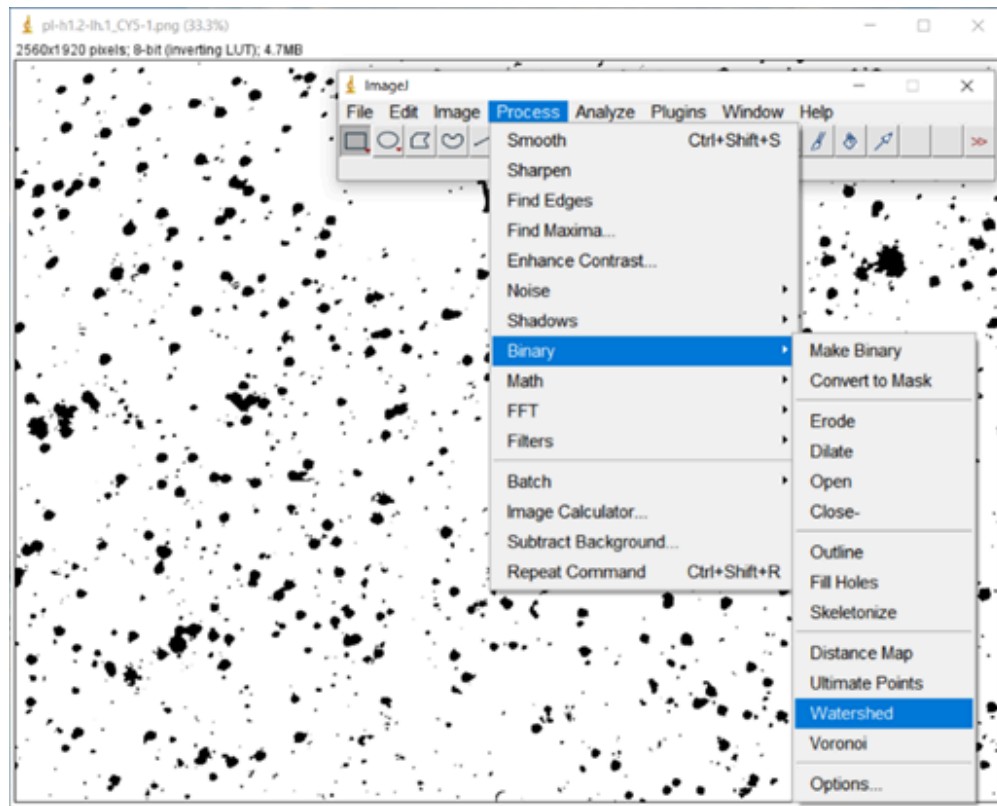 pl-h1.2-lh.1_CY5-1.png (33.3%)
2560x1920 pixels; 8-bit (inverting LUT); 4.7MB
ImageJ
File Edit Image Process Analyze Plugins Window Help
Smooth Ctrl+Shift+S
Sharpen
Find Edges
Find Maxima...
Enhance Contrast...
Noise
Shadows
Binary
Math
FFT
Filters
Batch
Image Calculator...
Subtract Background...
Repeat Command Ctrl+Shift+R
Make Binary
Convert to Mask
Erode
Dilate
Open
Close-
Outline
Fill Holes
Skeletonize
Distance Map
Ultimate Points
Watershed
Voronoi
Options...